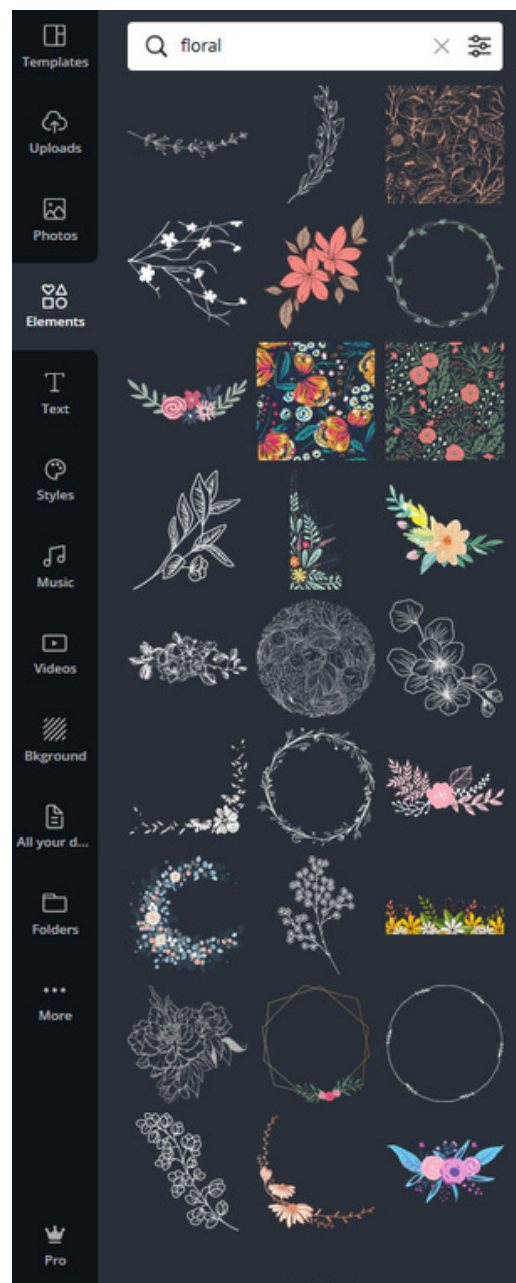 floral
Templates
Uploads
Photos
Elements
Text
Styles
Music
Videos
Bkground
All your d...
Folders
More
Pro